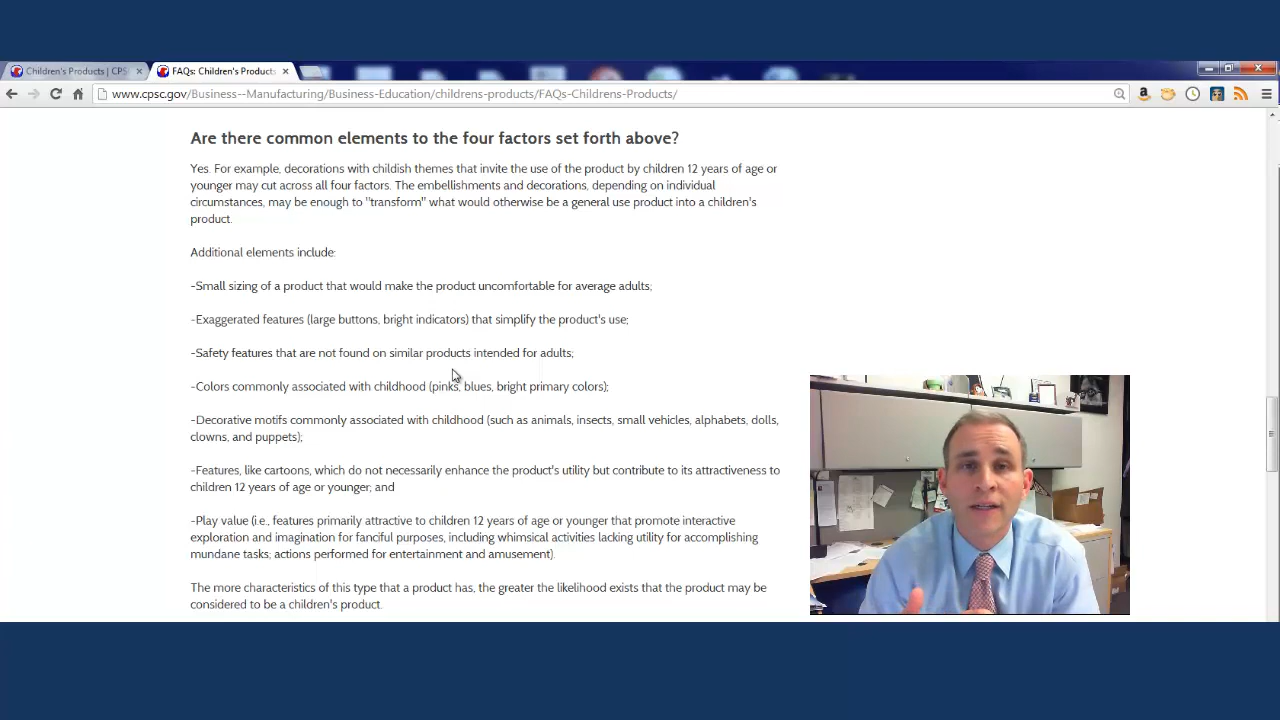 Children's Products | CPS
FAQs: Children's Products
www.cpsc.gov/Business--Manufacturing/Business-Education/childrens-products/FAQs-Childrens-Products/
Are there common elements to the four factors set forth above?
Yes. For example, decorations with childish themes that invite the use of the product by children 12 years of age or
younger may cut across all four factors. The embellishments and decorations, depending on individual
circumstances, may be enough to "transform" what would otherwise be a general use product into a children's
product.
Additional elements include:
-Small sizing of a product that would make the product uncomfortable for average adults;
-Exaggerated features (large buttons, bright indicators) that simplify the product's use;
-Safety features that are not found on similar products intended for adults;
-Colors commonly associated with childhood (pinks, blues, bright primary colors);
-Decorative motifs commonly associated with childhood (such as animals, insects, small vehicles, alphabets, dolls,
clowns, and puppets);
-Features, like cartoons, which do not necessarily enhance the product's utility but contribute to its attractiveness to
children 12 years of age or younger; and
-Play value (i.e., features primarily attractive to children 12 years of age or younger that promote interactive
exploration and imagination for fanciful purposes, including whimsical activities lacking utility for accomplishing
mundane tasks; actions performed for entertainment and amusement).
The more characteristics of this type that a product has, the greater the likelihood exists that the product may be
considered to be a children's product.